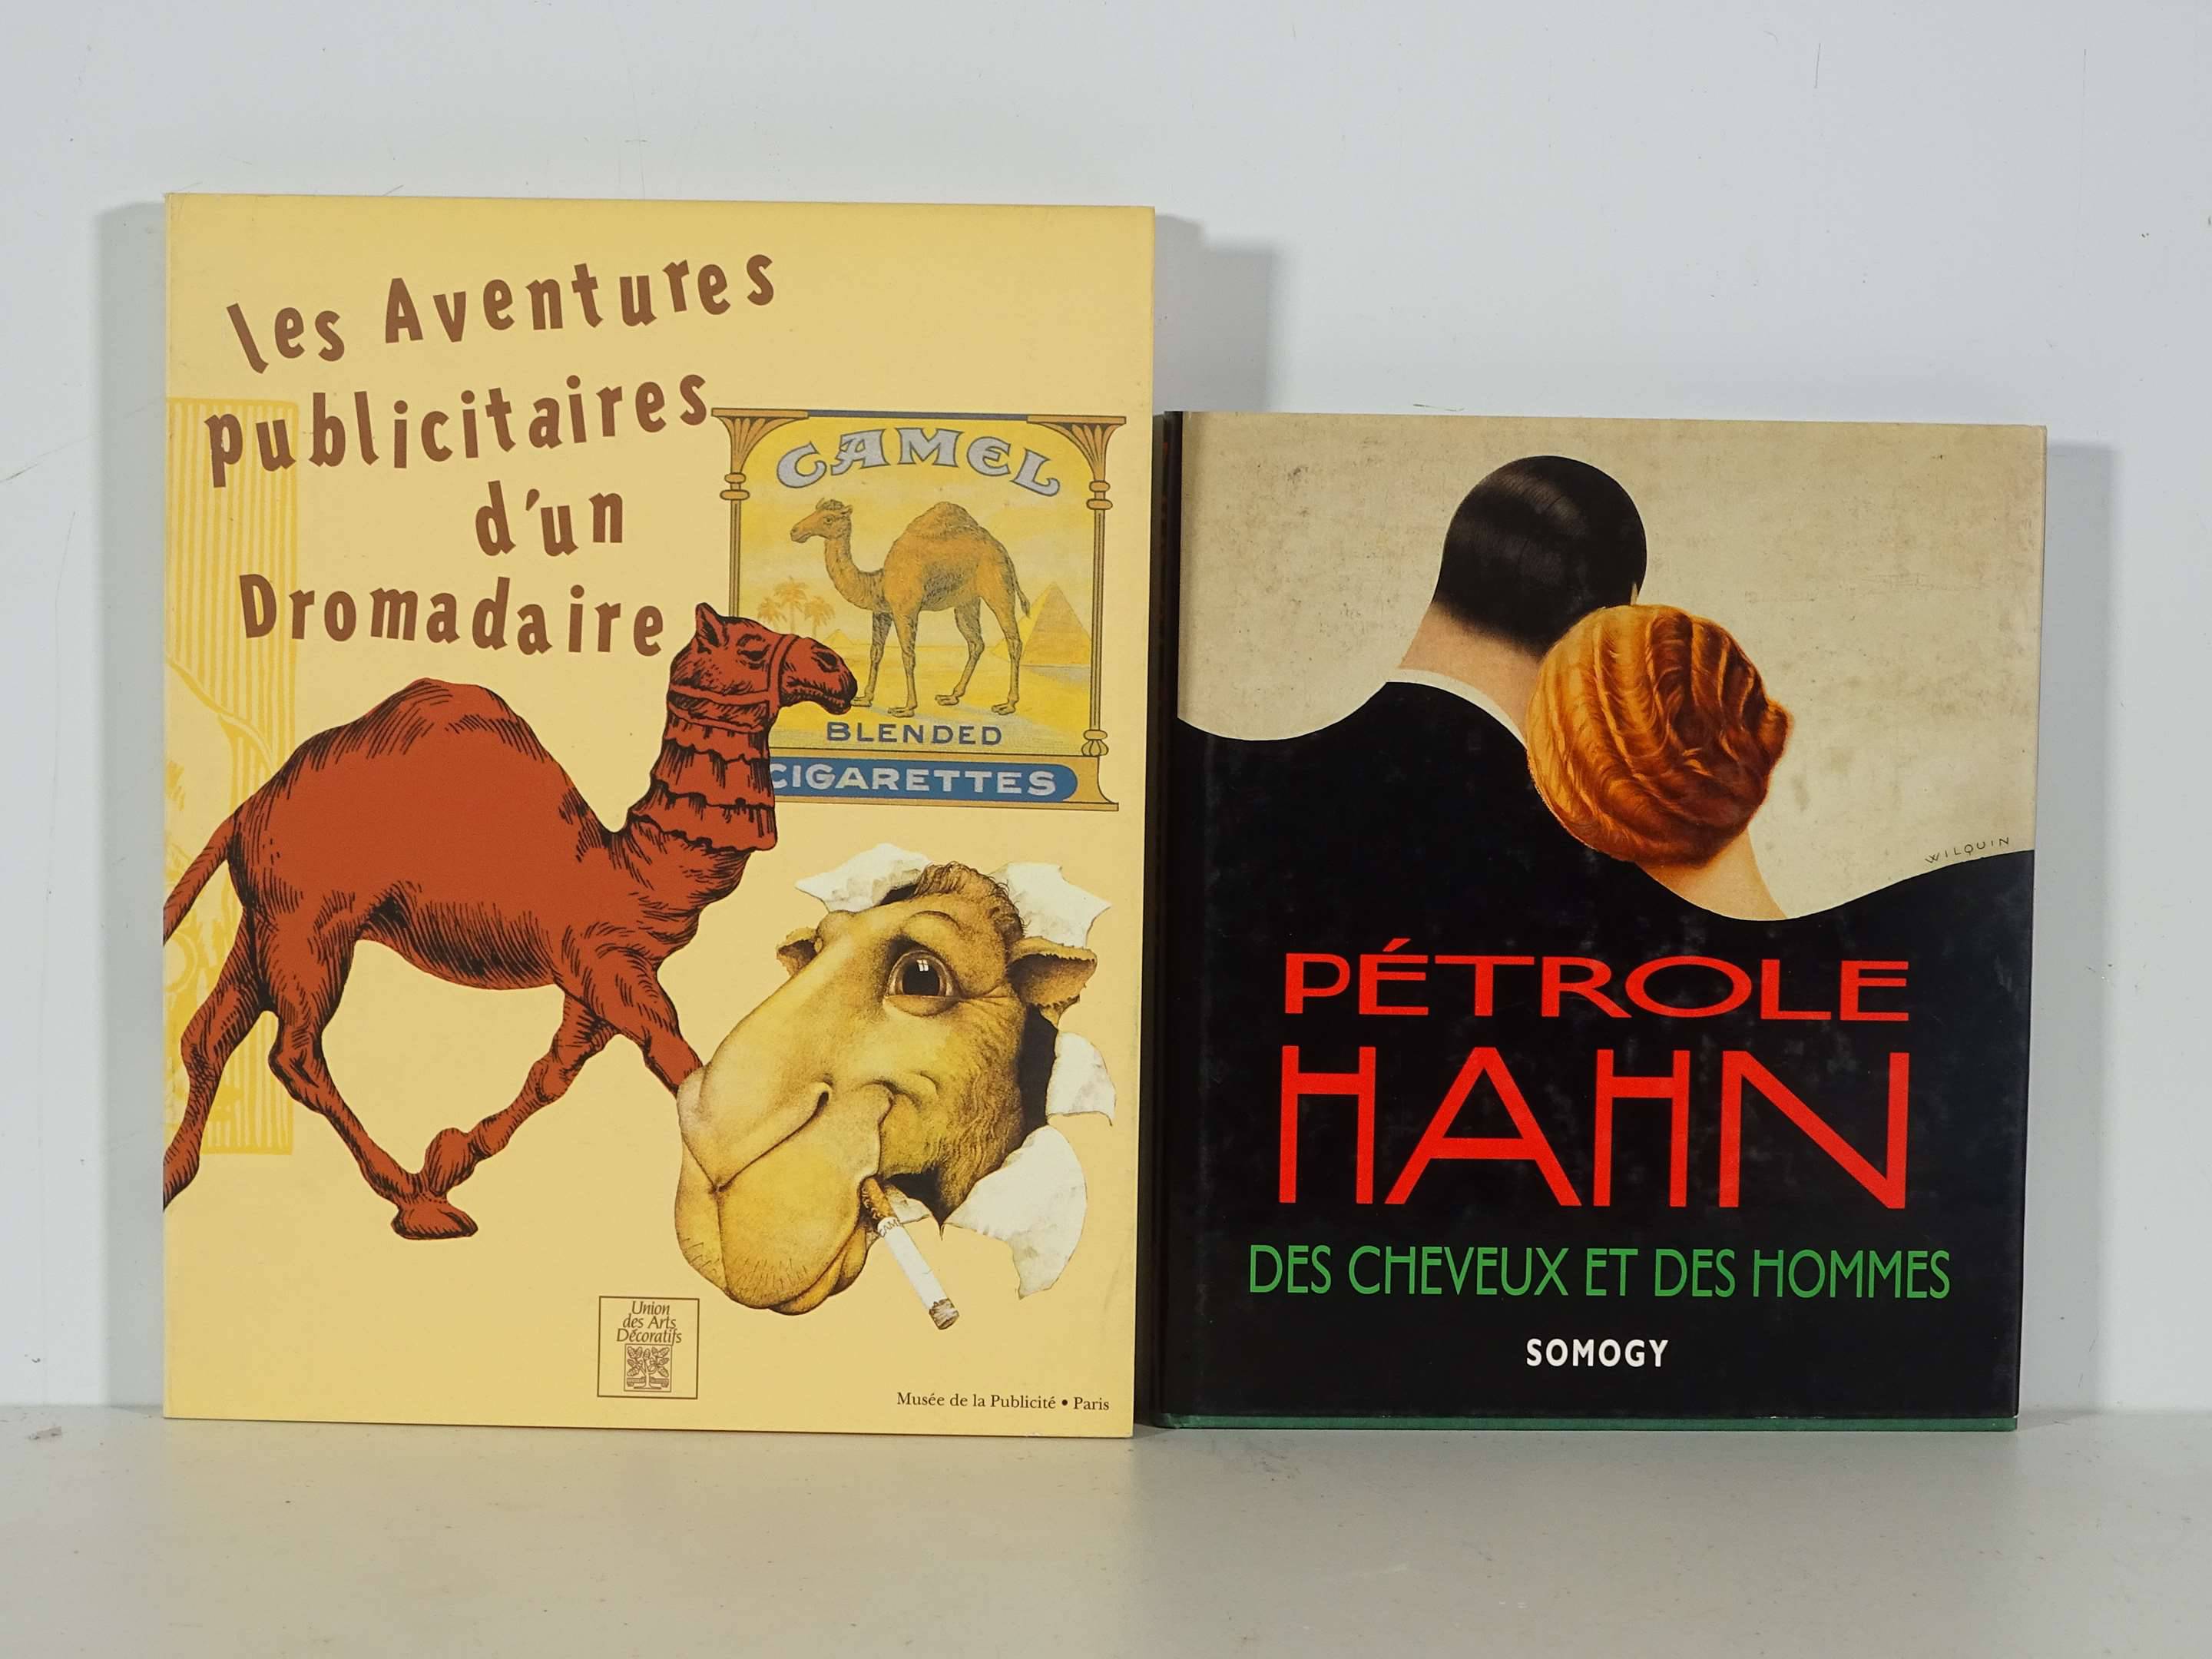 les Aventures
publicitaires
d'un
Dromadaire
CAMEL
BLENDED
CIGARETTES
CAMEL
Union
des Arts
Décoratifs
Musée de la Publicité • Paris
WILQUIN
PÉTROLE
HAHN
DES CHEVEUX ET DES HOMMES
SOMOGY